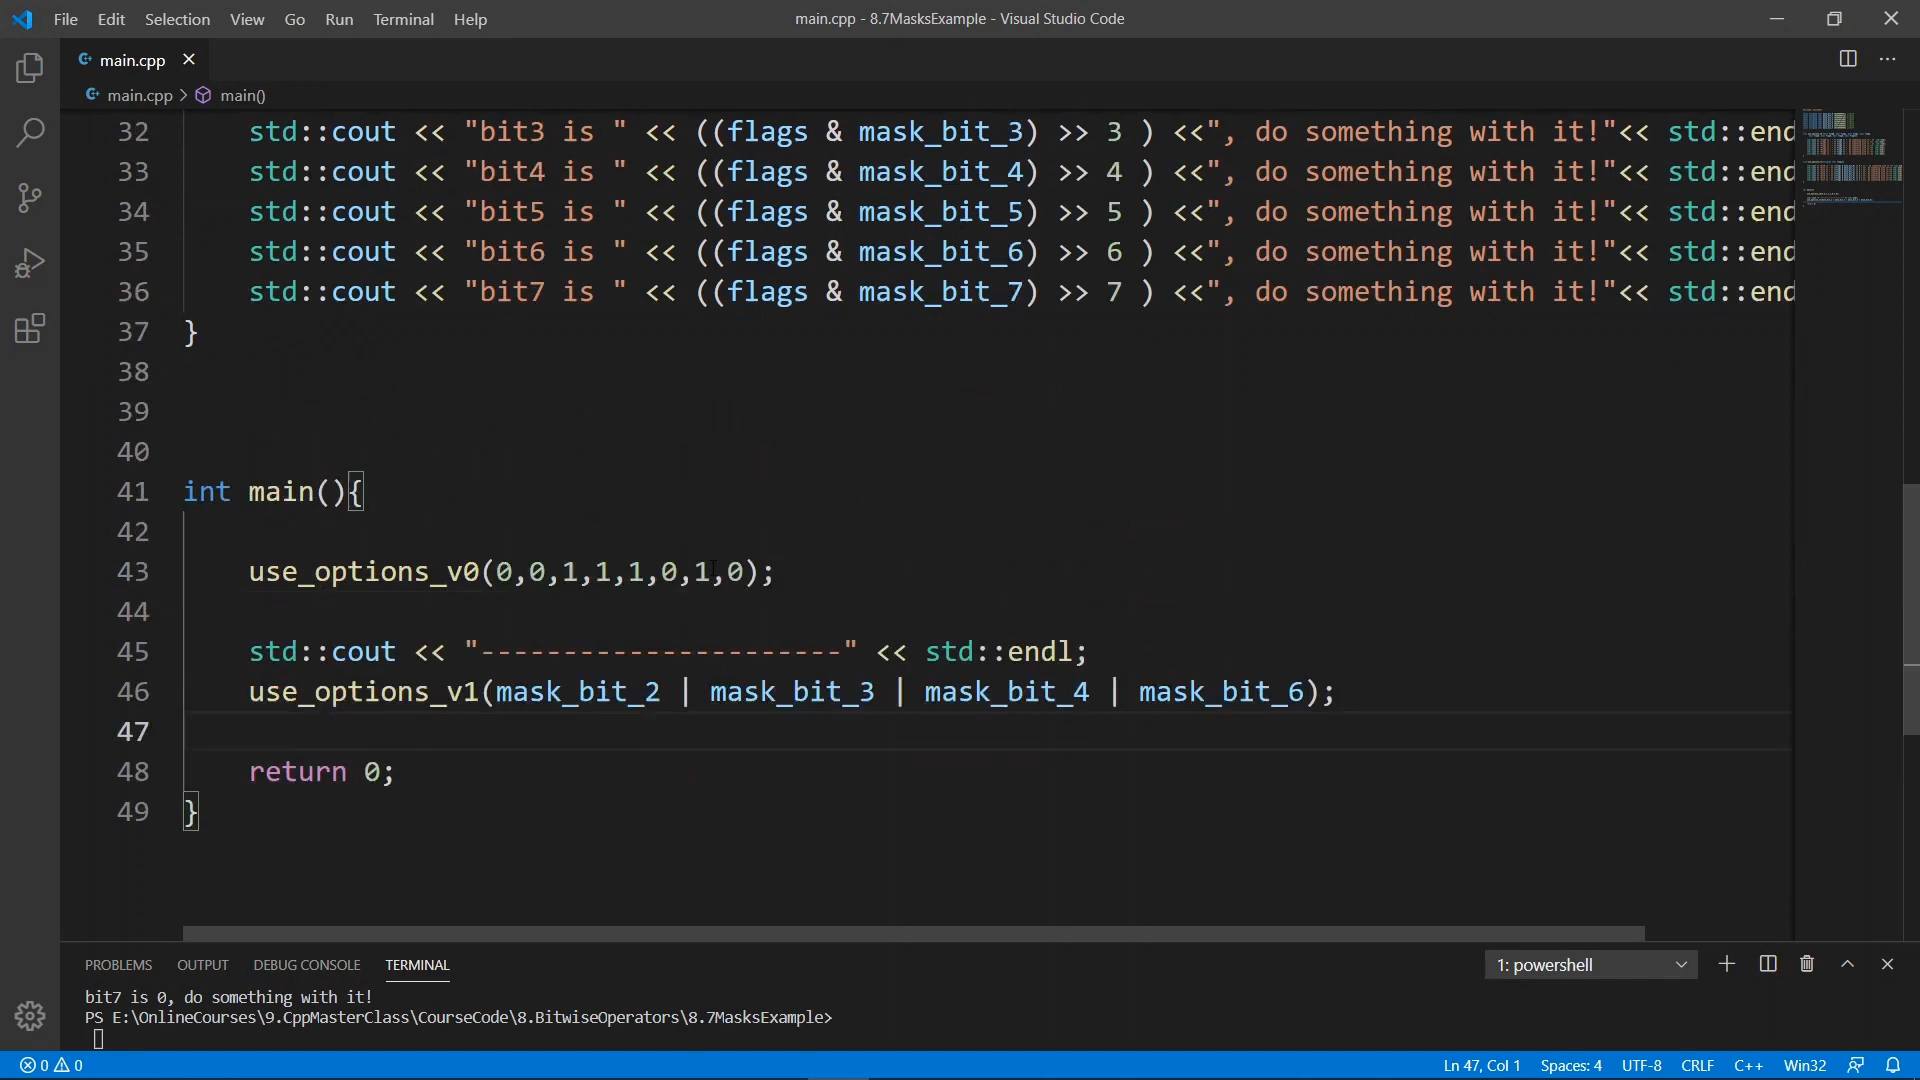 File Edit Selection View Go Run Terminal Help
main.cpp - 8.7MasksExample - Visual Studio Code
main.cpp
main.cpp > main()
32 std::cout << "bit3 is " << ((flags & mask_bit_3) >> 3 ) <<", do something with it!"<< std::end
33 std::cout << "bit4 is " << ((flags & mask_bit_4) >> 4 ) <<", do something with it!"<< std::end
34 std::cout << "bit5 is " << ((flags & mask_bit_5) >> 5 ) <<", do something with it!"<< std::end
35 std::cout << "bit6 is " << ((flags & mask_bit_6) >> 6 ) <<", do something with it!"<< std::end
36 std::cout << "bit7 is " << ((flags & mask_bit_7) >> 7 ) <<", do something with it!"<< std::end
37 }
38
39
40
41 int main(){
42
43 use_options_v0(0,0,1,1,1,0,1,0);
44
45 std::cout << "----------------------" << std::endl;
46 use_options_v1(mask_bit_2 | mask_bit_3 | mask_bit_4 | mask_bit_6);
47
48 return 0;
49 }
PROBLEMS OUTPUT DEBUG CONSOLE TERMINAL 1: powershell
bit7 is 0, do something with it!
PS E:\OnlineCourses\9.CppMasterClass\CourseCode\8.BitwiseOperators\8.7MasksExample>
0 0 Ln 47, Col 1 Spaces: 4 UTF-8 CRLF C++ Win32